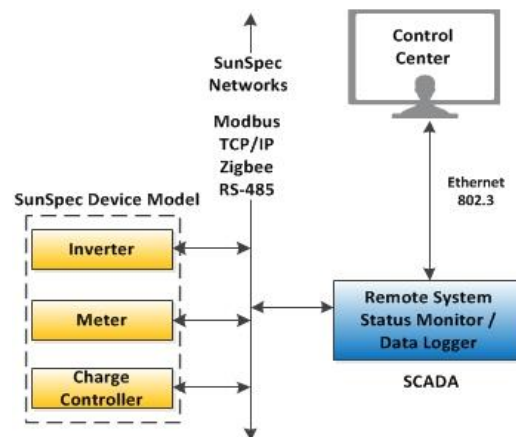 SunSpec
Networks
Modbus
TCP/IP
Zigbee
RS-485
Control
Center
Ethernet
802.3
SunSpec Device Model
Inverter
Meter
Charge
Controller
Remote System
Status Monitor /
Data Logger
SCADA